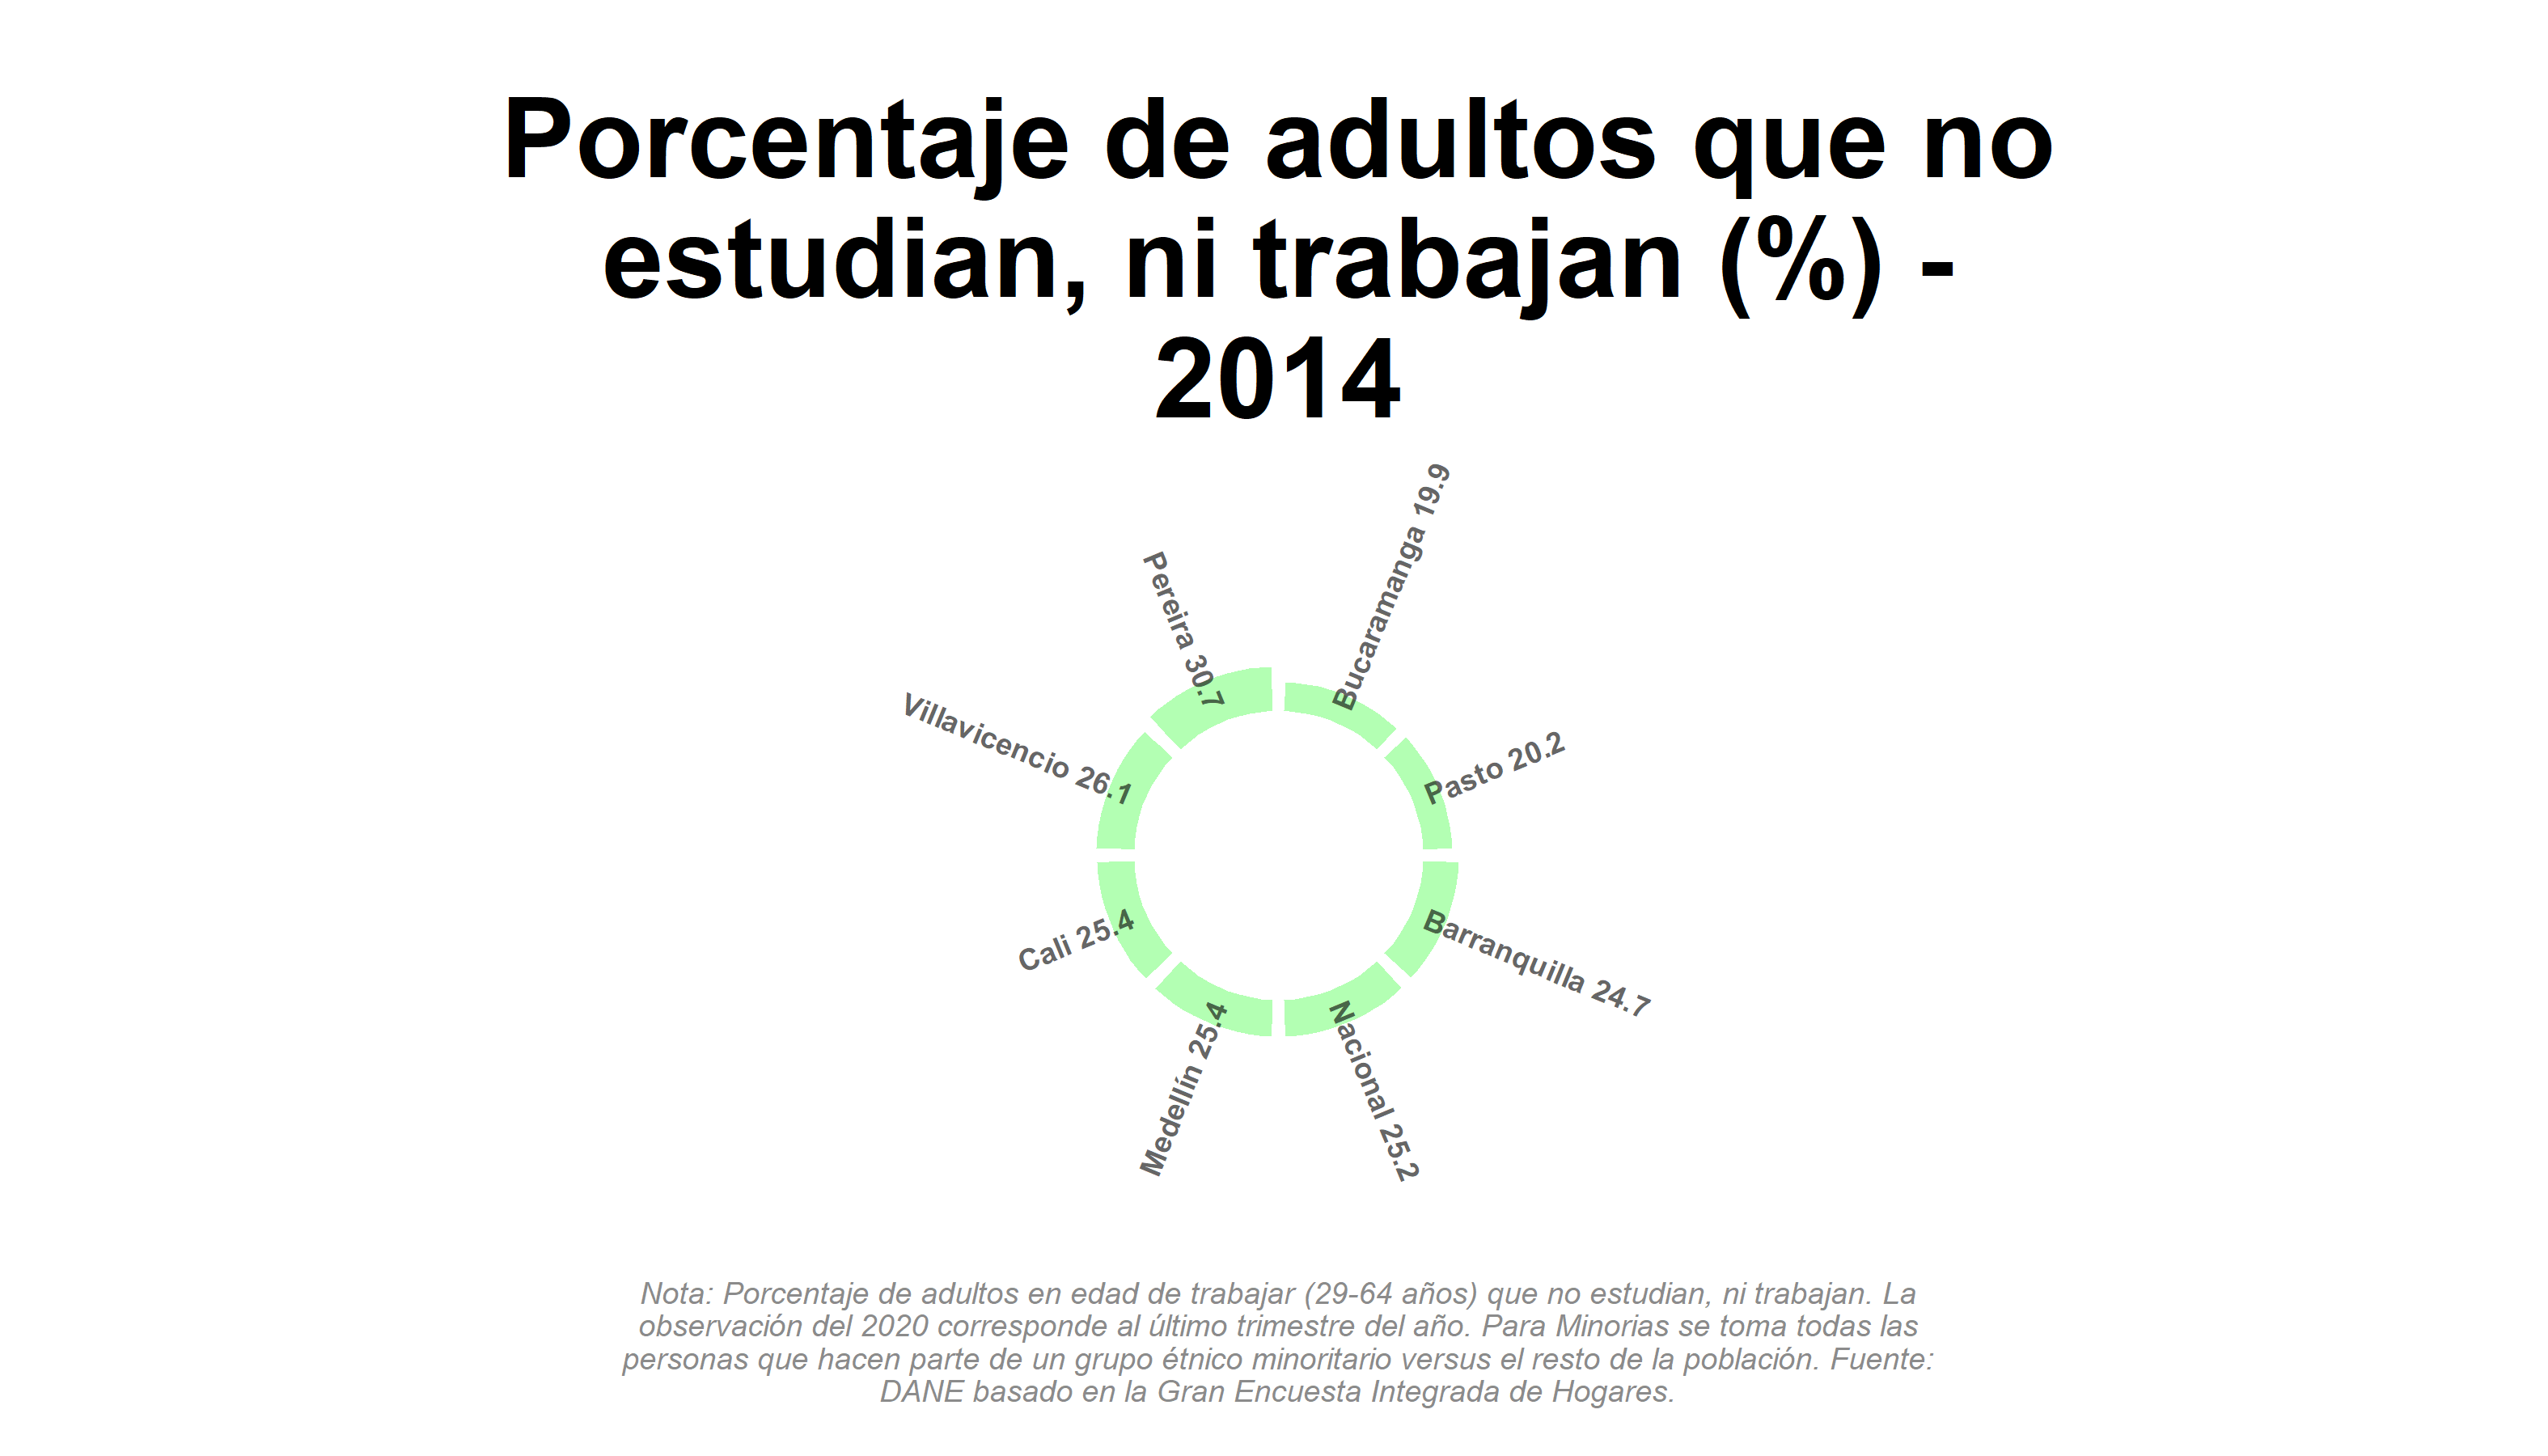 Porcentaje de adultos que no
estudian, ni trabajan (%) -
2014
Bucaramanga 19.9
Pereira 30.7
Villavicencio 26.1
Pasto 20.2
Cali 25.4
Barranquilla 24.7
Medellín 25.4
Nacional 25.2
Nota: Porcentaje de adultos en edad de trabajar (29-64 años) que no estudian, ni trabajan. La
observación del 2020 corresponde al último trimestre del año. Para Minorias se toma todas las
personas que hacen parte de un grupo étnico minoritario versus el resto de la población. Fuente:
DANE basado en la Gran Encuesta Integrada de Hogares.